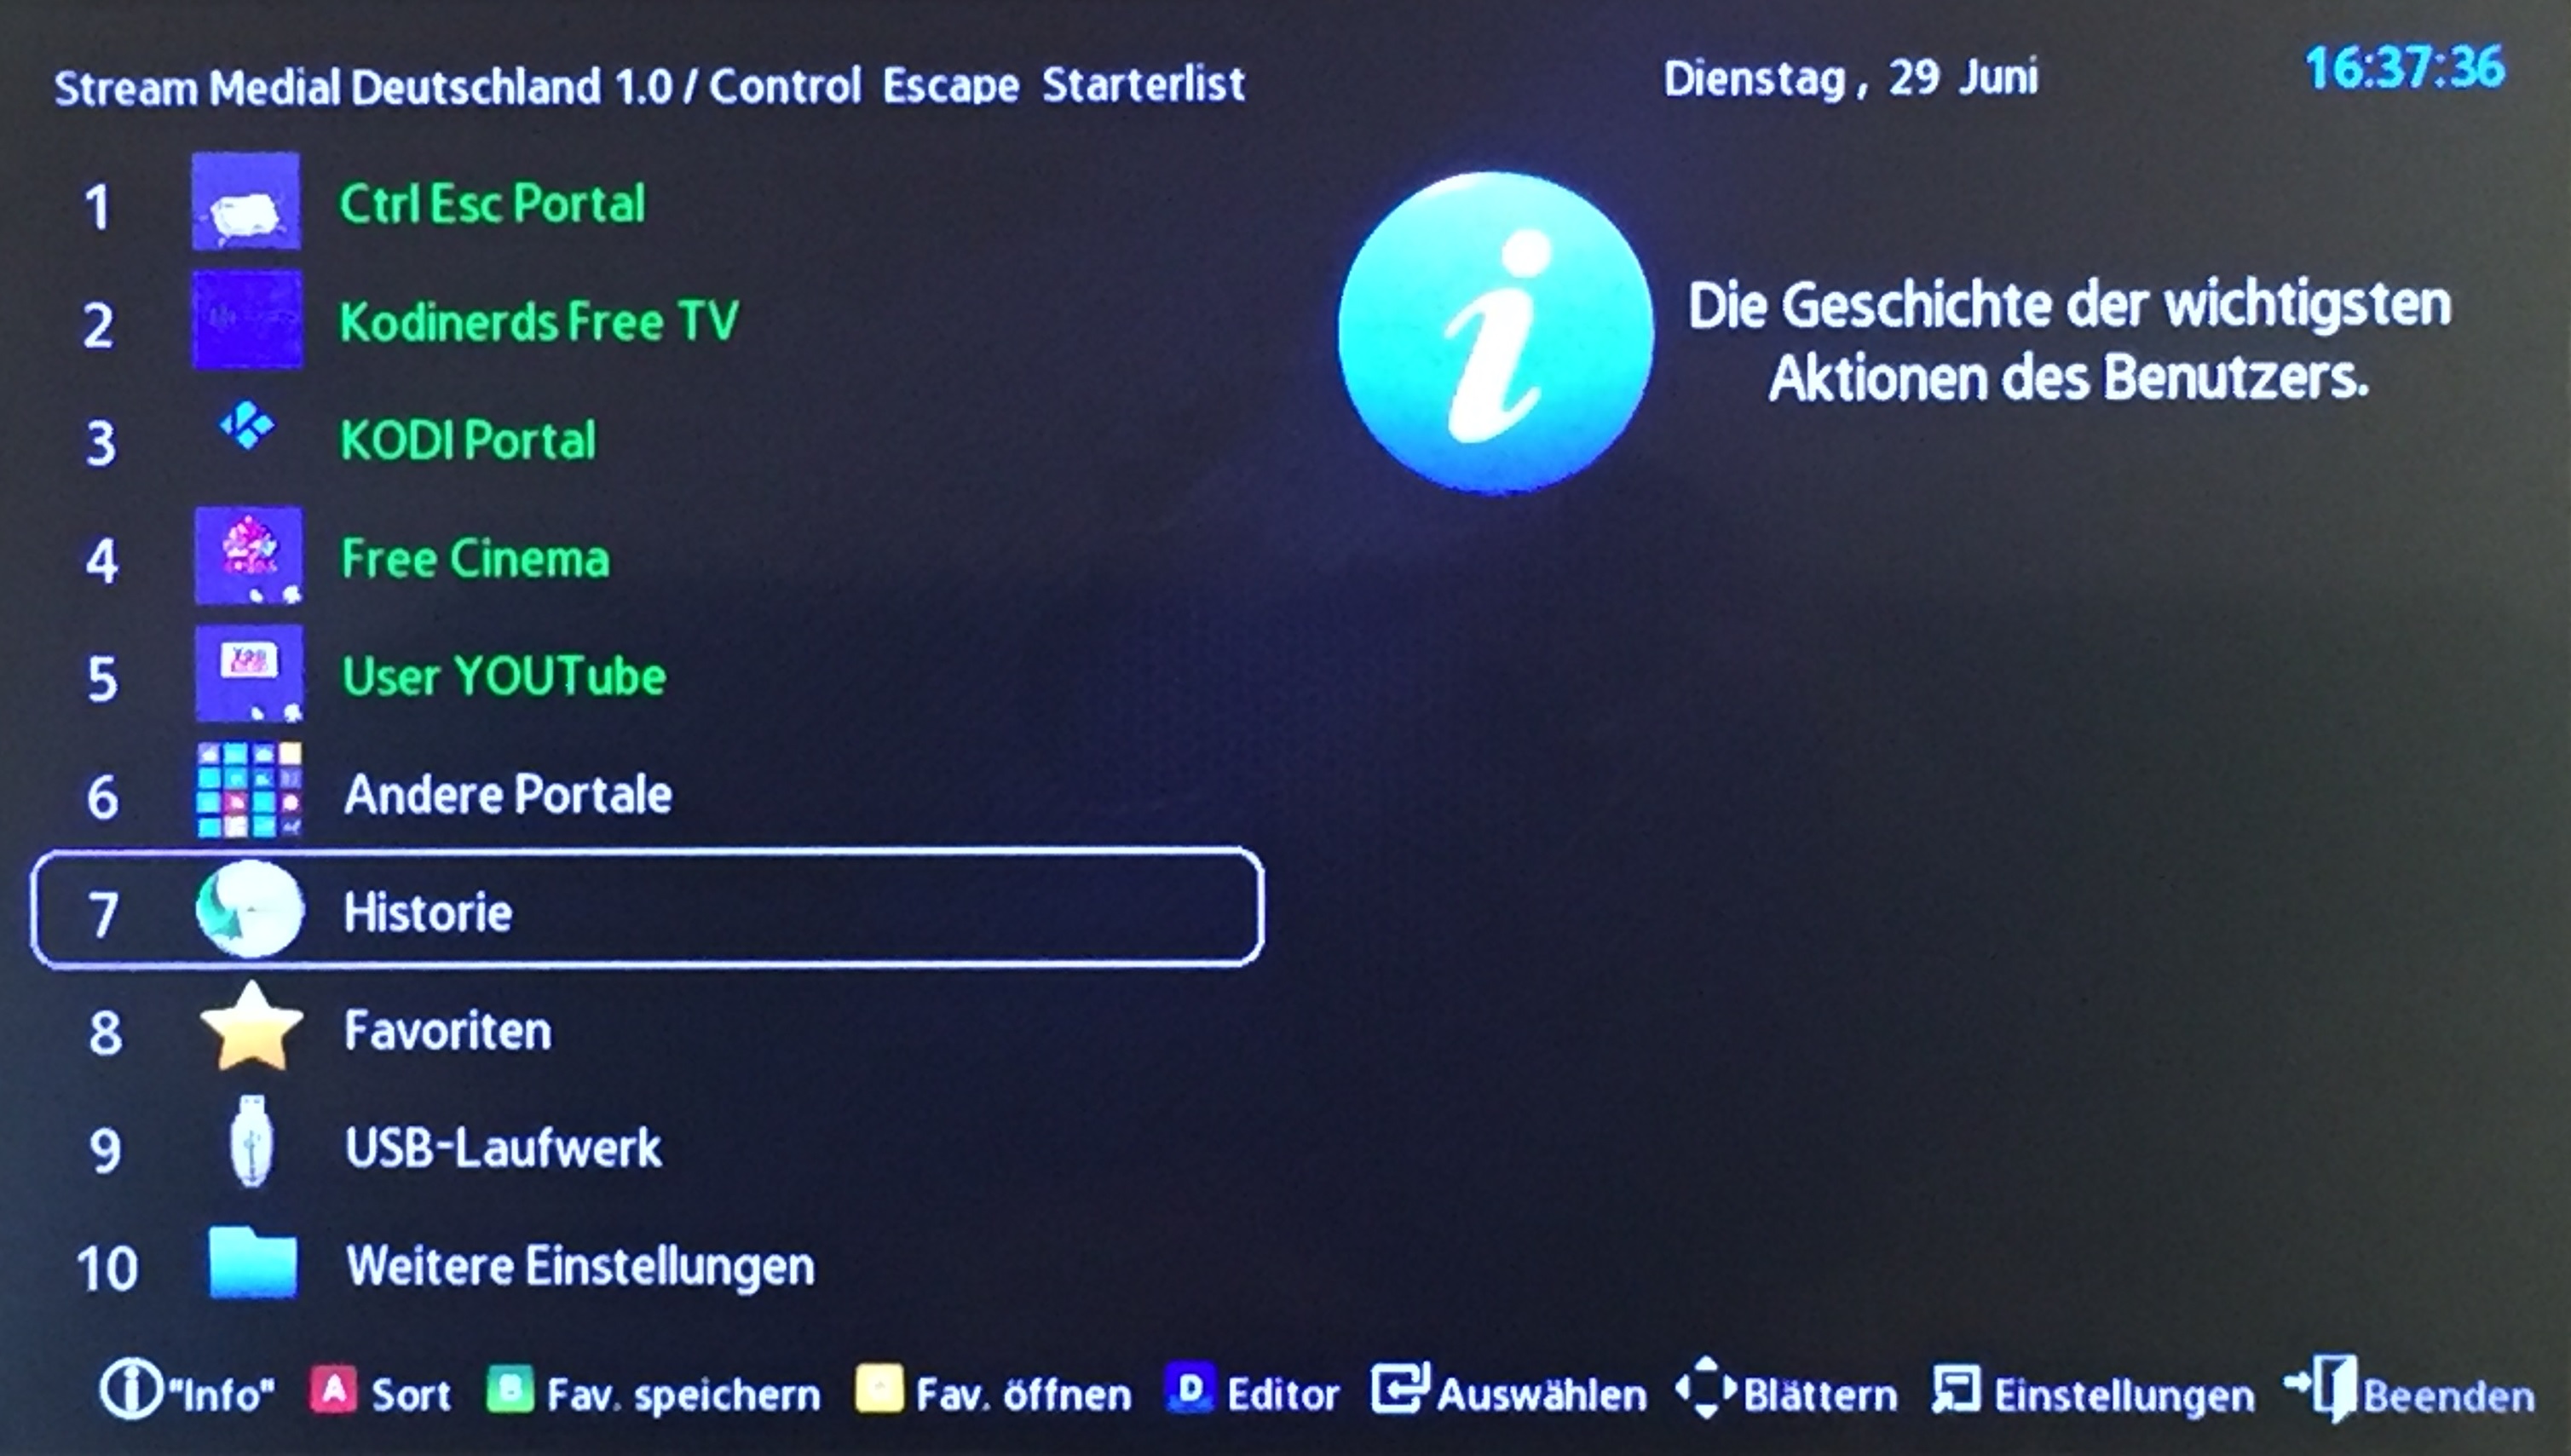 Stream Medial Deutschland 1.0 / Control Escape Starterlist
Dienstag, 29 Juni
16:37:36
1 Ctrl Esc Portal
2 Kodinerds Free TV
3 KODI Portal
4 Free Cinema
5 User YOUTube
6 Andere Portale
7 Historie
8 Favoriten
9 USB-Laufwerk
10 Weitere Einstellungen
i
Die Geschichte der wichtigsten
Aktionen des Benutzers.
"Info" A Sort B Fav. speichern Fav. öffnen D Editor Auswählen Blättern Einstellungen Beenden